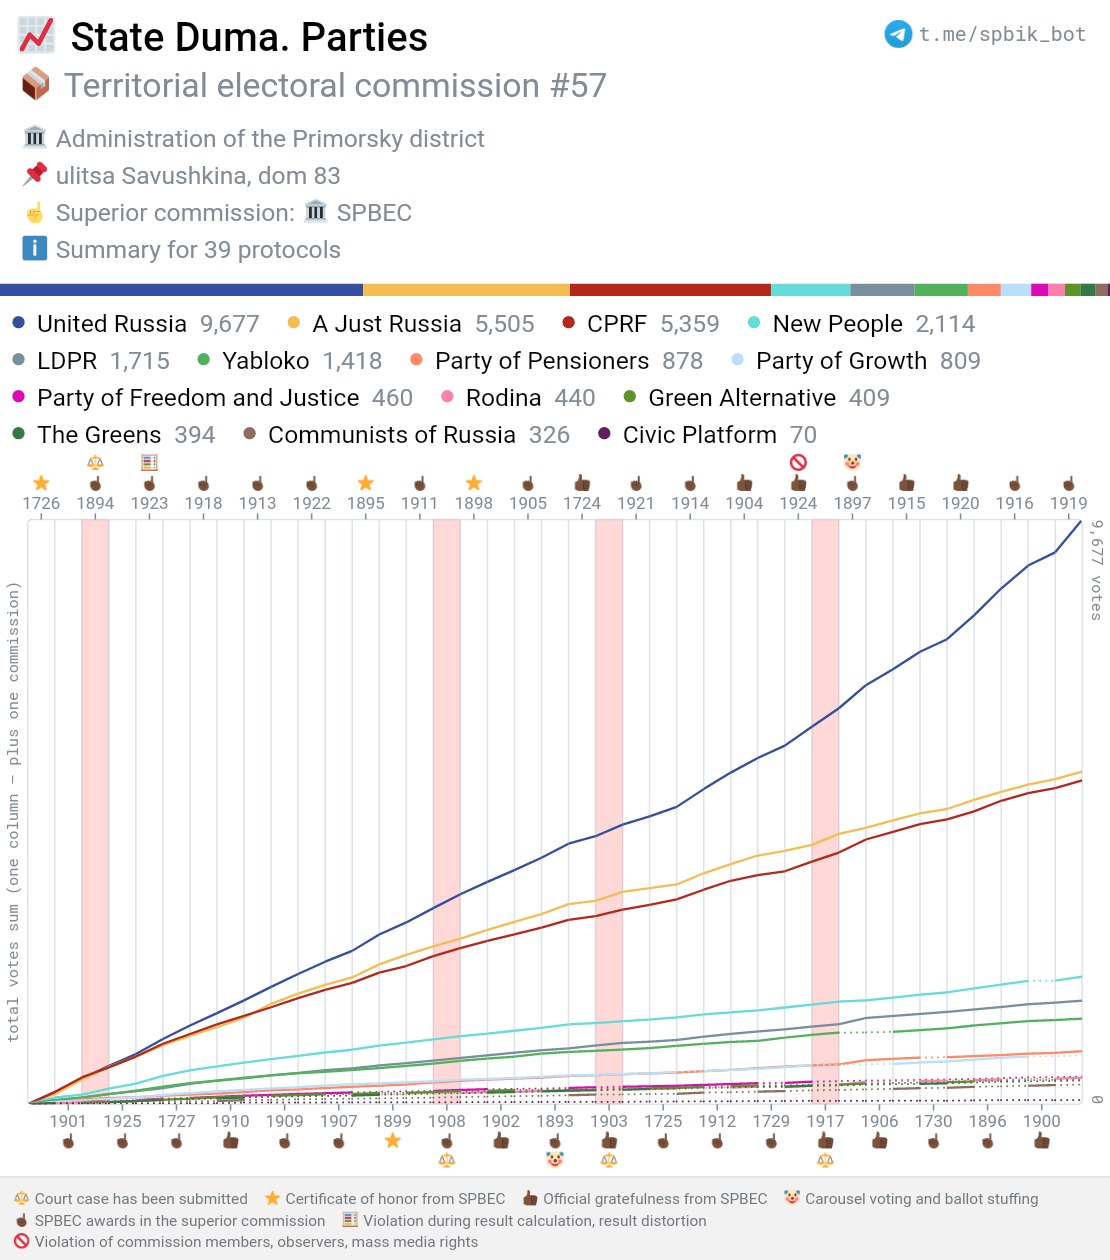 State Duma. Parties
t.me/spbik_bot
Territorial electoral commission #57
Administration of the Primorsky district
ulitsa Savushkina, dom 83
Superior commission: SPBEC
Summary for 39 protocols
United Russia 9,677 A Just Russia 5,505 CPRF 5,359 New People 2,114
LDPR 1,715 Yabloko 1,418 Party of Pensioners 878 Party of Growth 809
Party of Freedom and Justice 460 Rodina 440 Green Alternative 409
The Greens 394 Communists of Russia 326 Civic Platform 70
1726 1894 1923 1918 1913 1922 1895 1911 1898 1905 1724 1921 1914 1904 1924 1897 1915 1920 1916 1919
9,677 votes
total votes sum (one column – plus one commission)
0
1901 1925 1727 1910 1909 1907 1899 1908 1902 1893 1903 1725 1912 1729 1917 1906 1730 1896 1900
Court case has been submitted Certificate of honor from SPBEC Official gratefulness from SPBEC Carousel voting and ballot stuffing
SPBEC awards in the superior commission Violation during result calculation, result distortion
Violation of commission members, observers, mass media rights